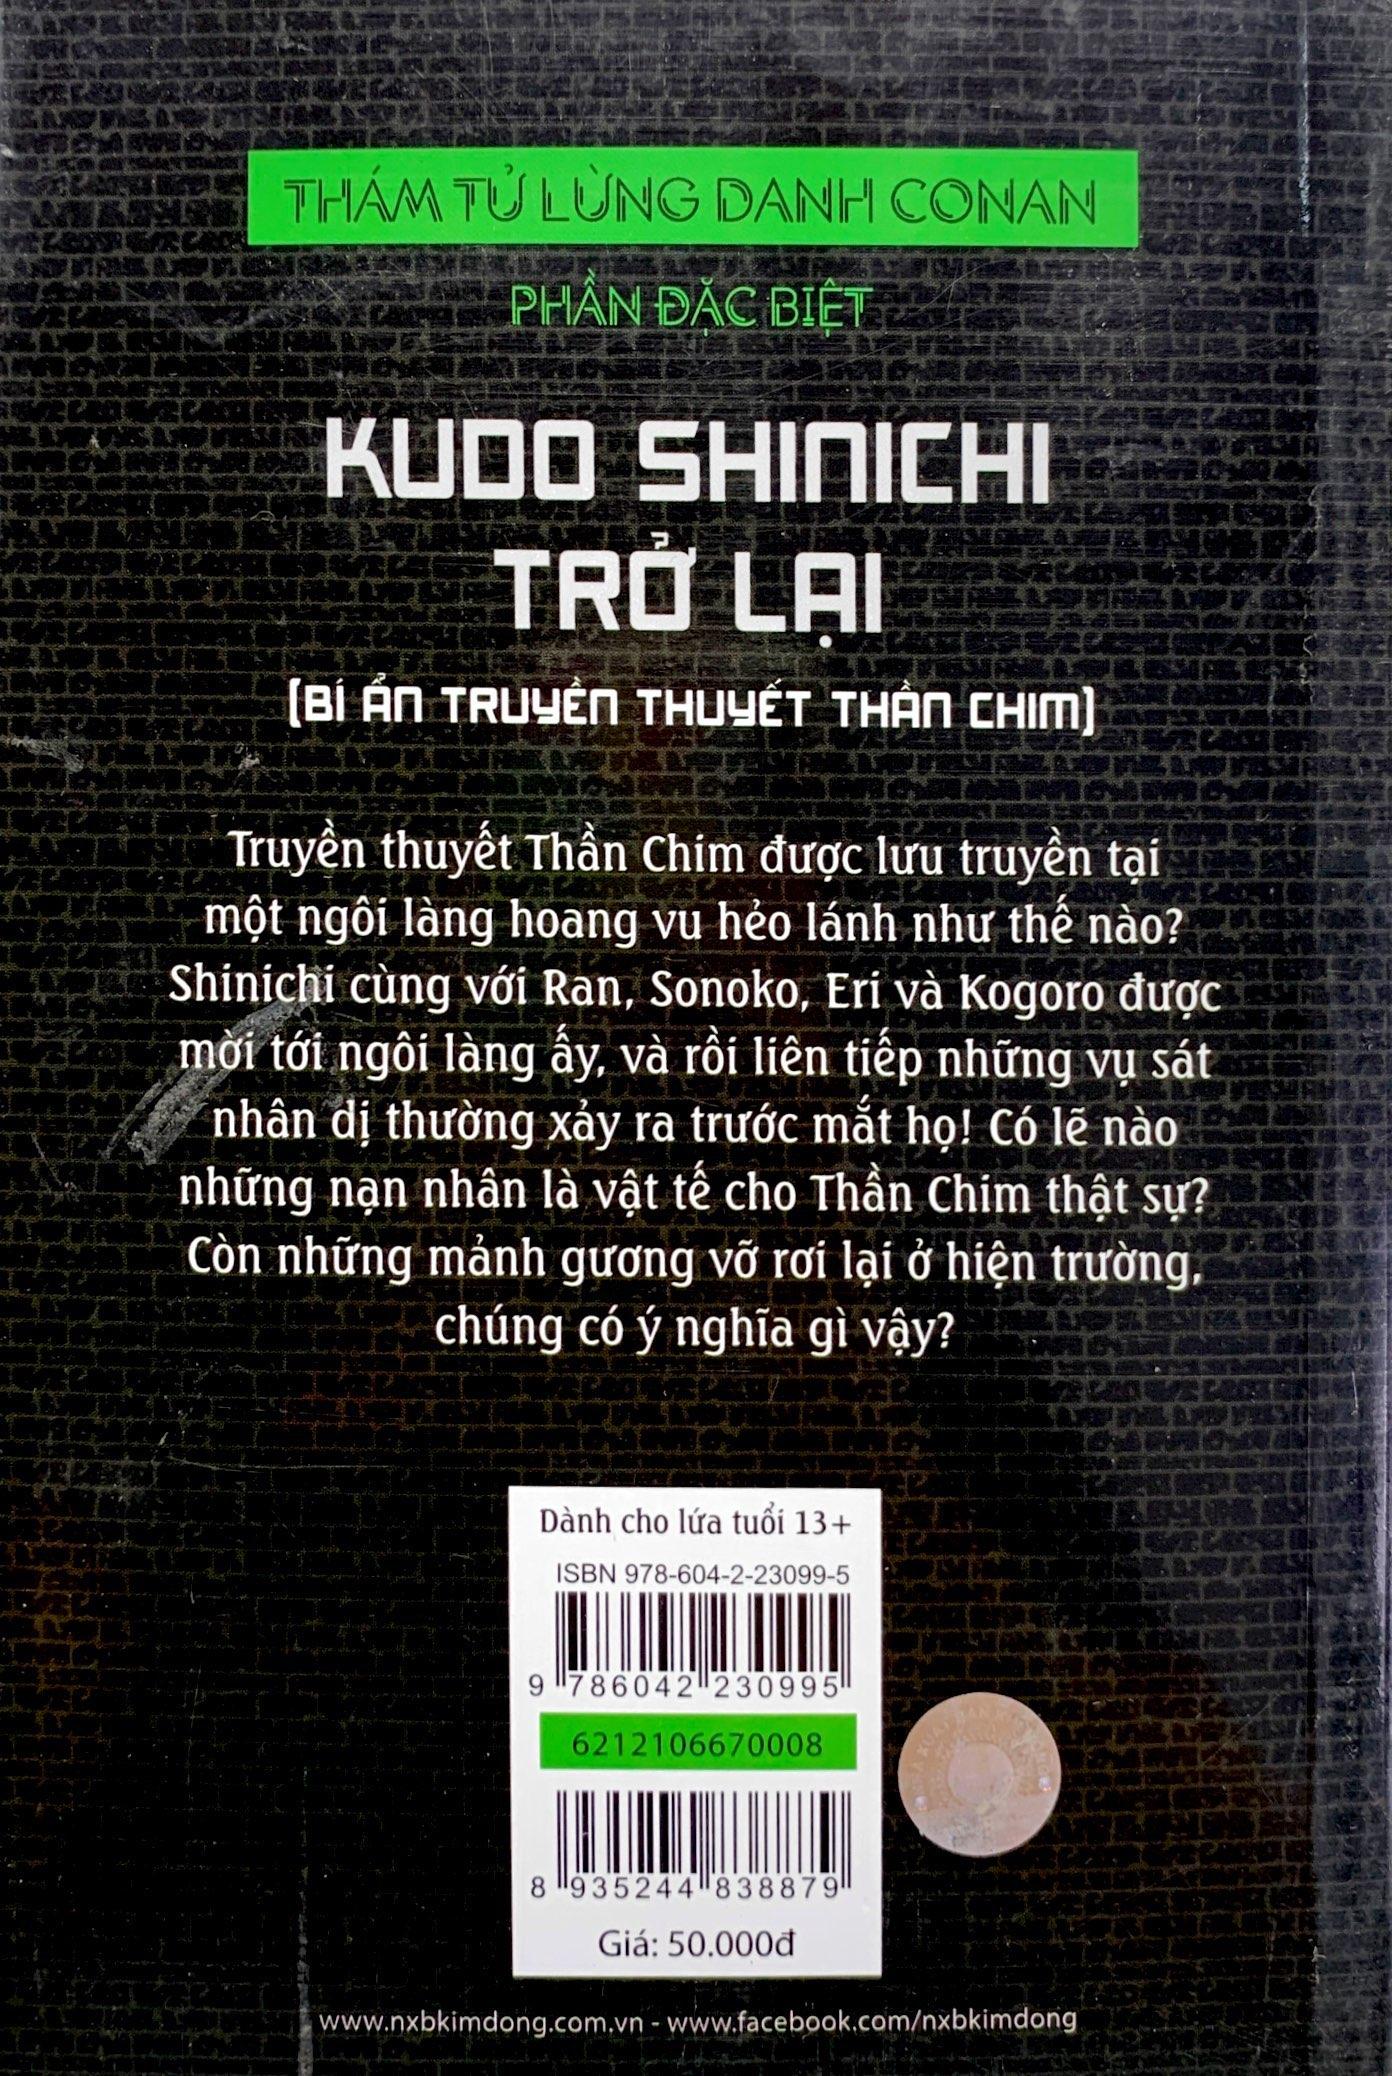 THÁM TỬ LỪNG DANH CONAN
PHẦN ĐẶC BIỆT
KUDO SHINICHI
TRỞ LẠI
(BÍ ẨN TRUYỀN THUYẾT THẦN CHIM)
Truyền thuyết Thần Chim được lưu truyền tại
một ngôi làng hoang vu hẻo lánh như thế nào?
Shinichi cùng với Ran, Sonoko, Eri và Kogoro được
mời tới ngôi làng ấy, và rồi liên tiếp những vụ sát
nhân dị thường xảy ra trước mắt họ! Có lẽ nào
những nạn nhân là vật tế cho Thần Chim thật sự?
Còn những mảnh gương vỡ rơi lại ở hiện trường,
chúng có ý nghĩa gì vậy?
Dành cho lứa tuổi 13+
ISBN 978-604-2-23099-5
9 786042 230995
6212106670008
8 935244 838879
Giá: 50.000đ
www.nxbkimdong.com.vn - www.facebook.com/nxbkimdong